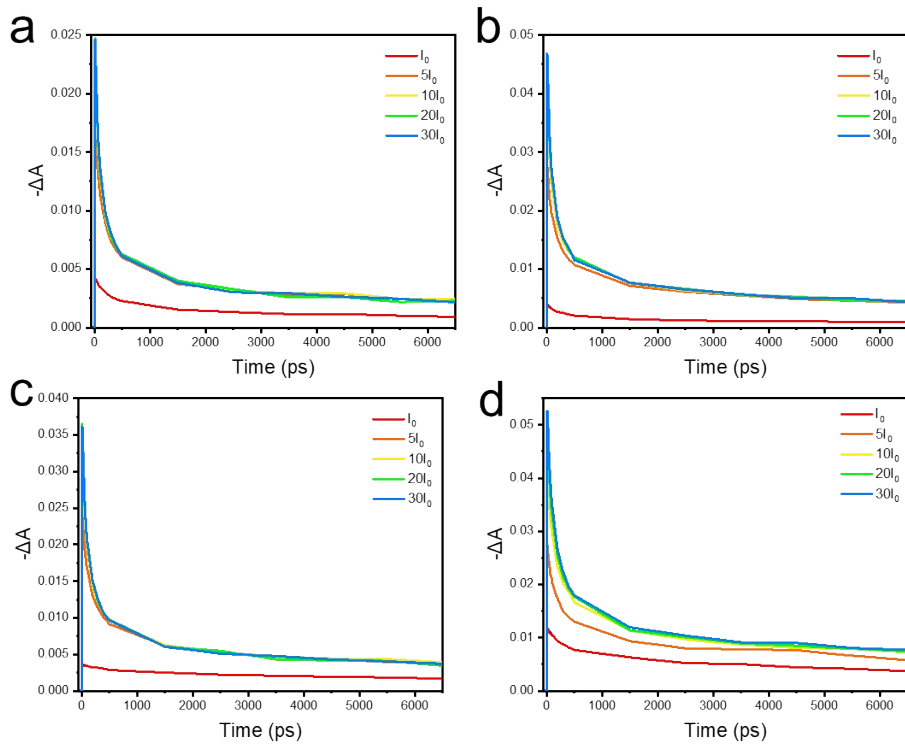 a
0.025
0.020
0.015
0.010
0.005
0.000
-ΔA
0 1000 2000 3000 4000 5000 6000
Time (ps)
I₀
5I₀
10I₀
20I₀
30I₀
b
0.05
0.04
0.03
0.02
0.01
0.00
-ΔA
0 1000 2000 3000 4000 5000 6000
Time (ps)
I₀
5I₀
10I₀
20I₀
30I₀
c
0.040
0.035
0.030
0.025
0.020
0.015
0.010
0.005
0.000
-ΔA
0 1000 2000 3000 4000 5000 6000
Time (ps)
I₀
5I₀
10I₀
20I₀
30I₀
d
0.05
0.04
0.03
0.02
0.01
0.00
-ΔA
0 1000 2000 3000 4000 5000 6000
Time (ps)
I₀
5I₀
10I₀
20I₀
30I₀